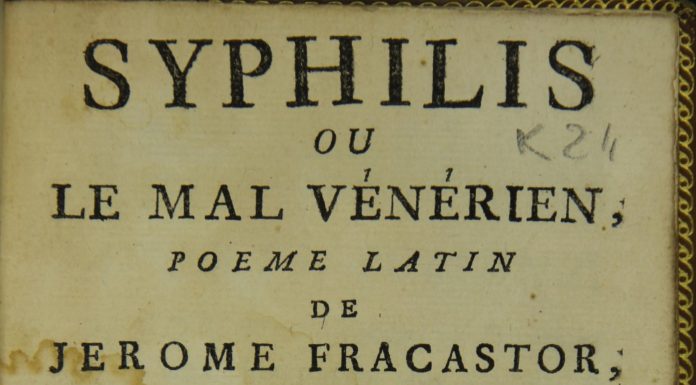 SYPHILIS
OU
K24
LE MAL VÉNÉRIEN,
POEME LATIN
DE
JEROME FRACASTOR,